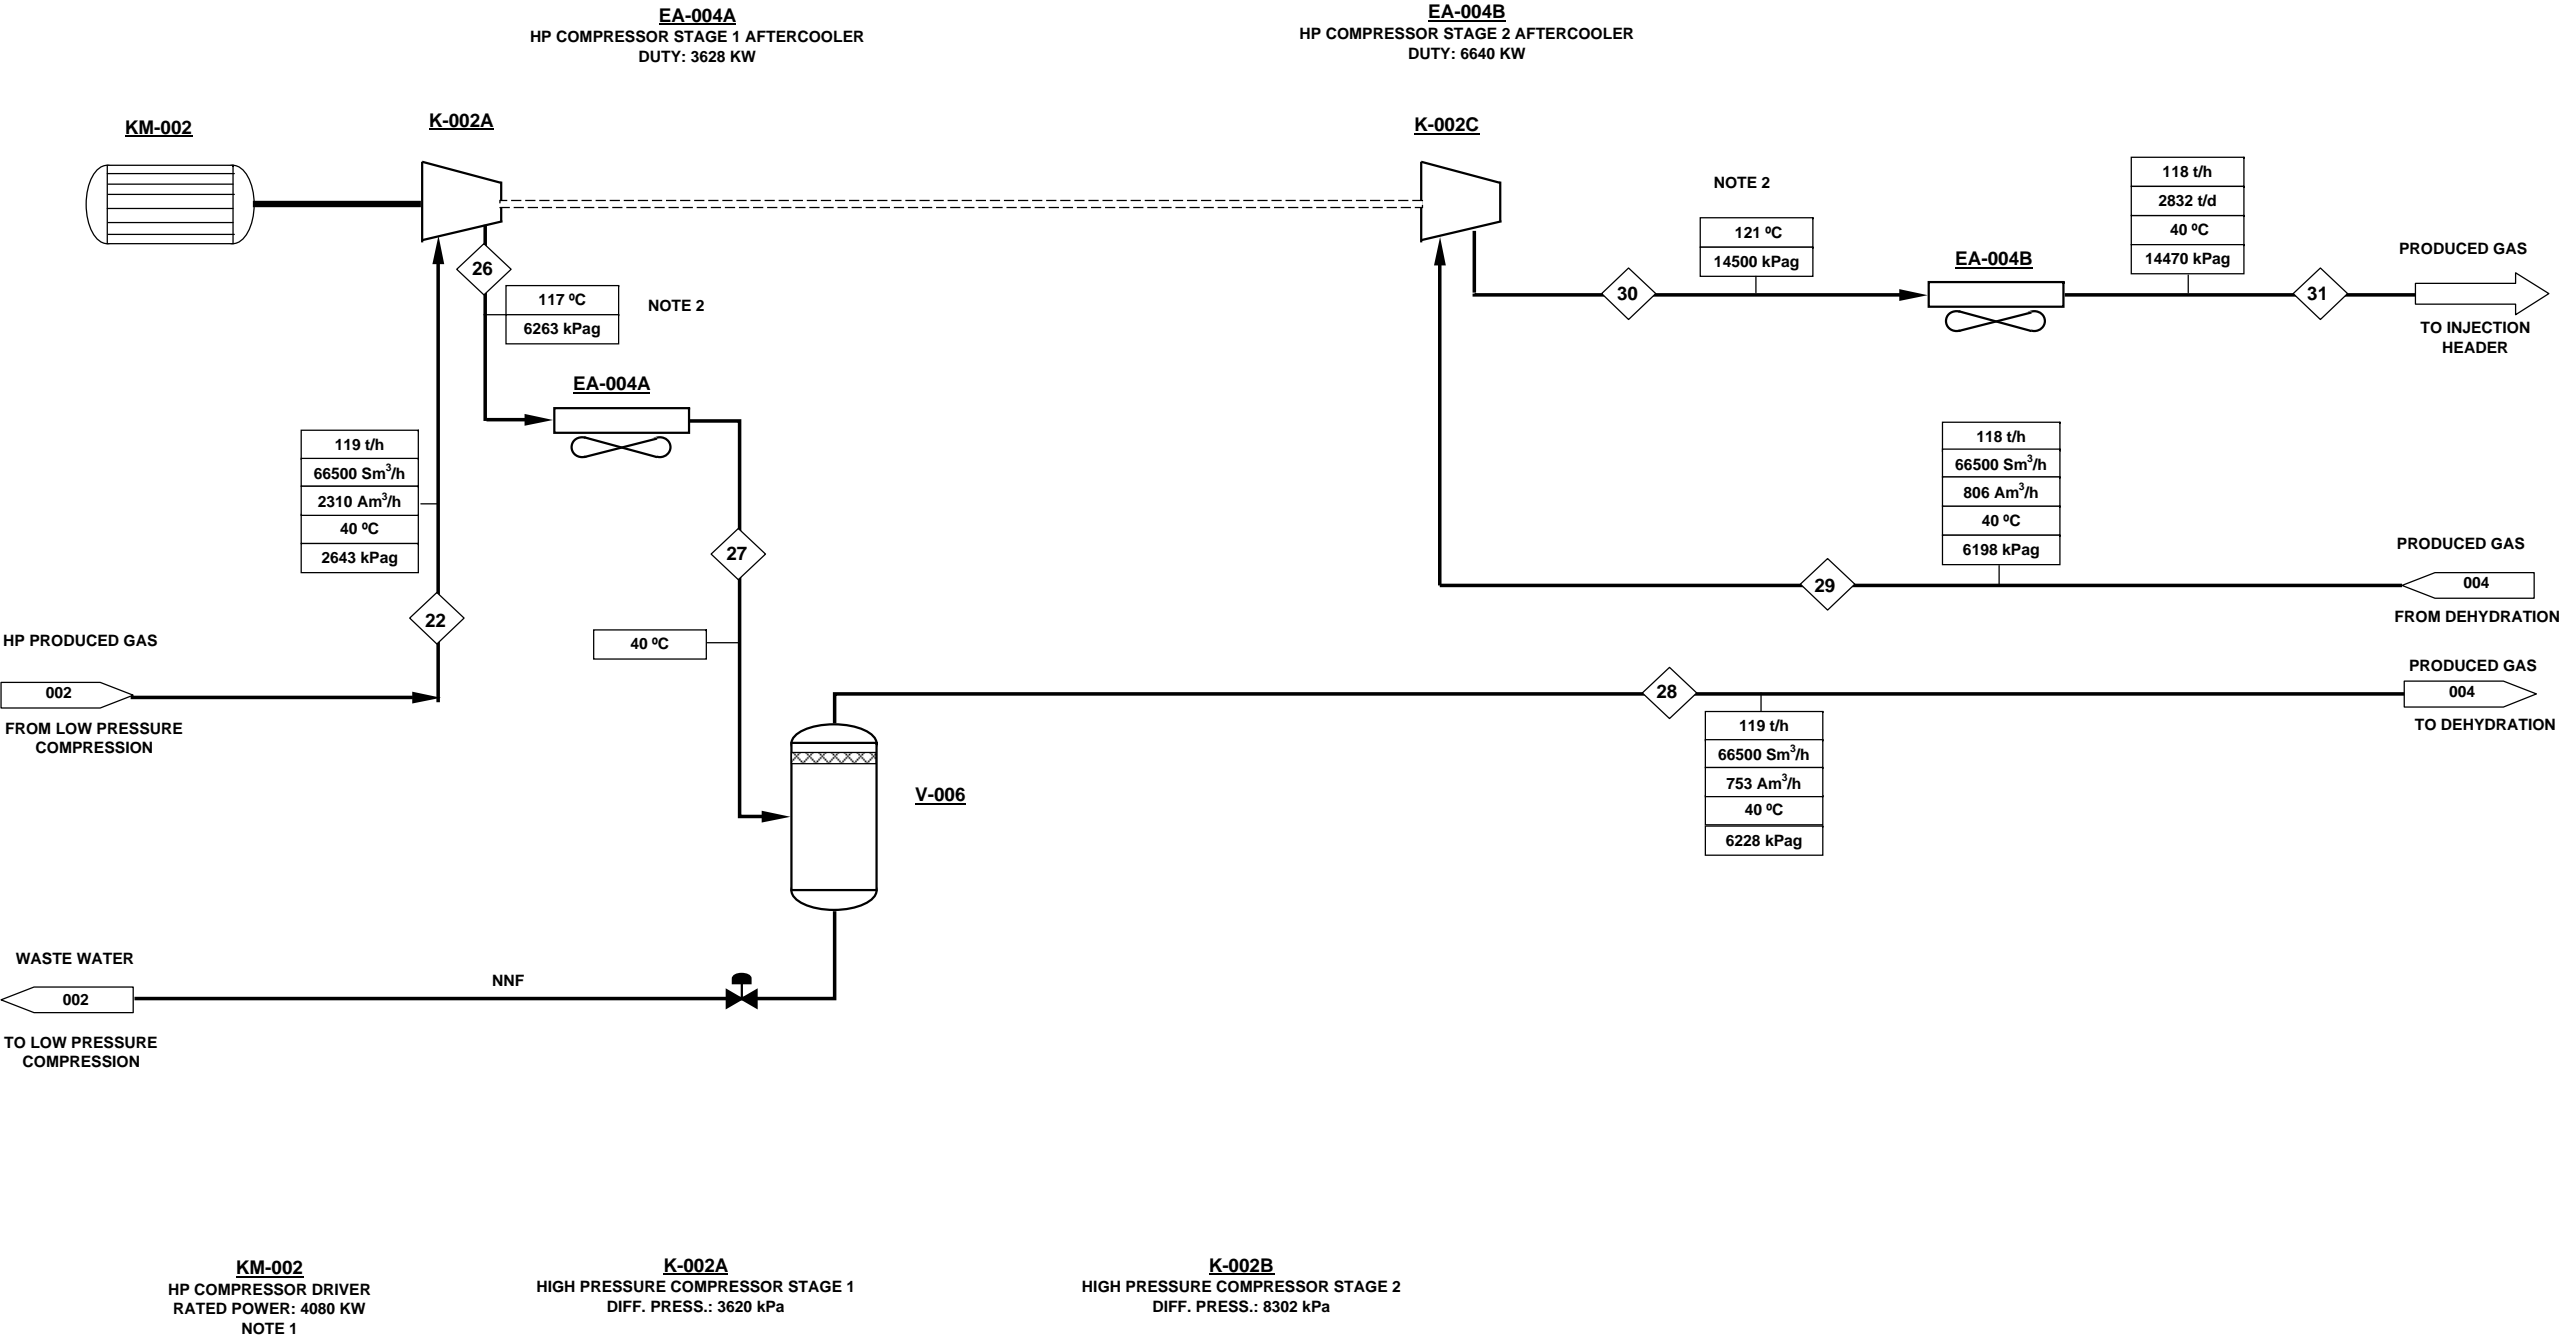 EA-004A
HP COMPRESSOR STAGE 1 AFTERCOOLER
DUTY: 3628 KW
EA-004B
HP COMPRESSOR STAGE 2 AFTERCOOLER
DUTY: 6640 KW
KM-002
K-002A
K-002C
NOTE 2
118 t/h
2832 t/d
40 ºC
14470 kPag
121 ºC
14500 kPag
EA-004B
PRODUCED GAS
26
30
31
117 ºC
6263 kPag
NOTE 2
TO INJECTION
HEADER
EA-004A
119 t/h
66500 Sm³/h
2310 Am³/h
40 ºC
2643 kPag
118 t/h
66500 Sm³/h
806 Am³/h
40 ºC
6198 kPag
27
PRODUCED GAS
29
004
FROM DEHYDRATION
22
HP PRODUCED GAS
40 ºC
002
FROM LOW PRESSURE
COMPRESSION
28
PRODUCED GAS
004
TO DEHYDRATION
119 t/h
66500 Sm³/h
753 Am³/h
40 ºC
6228 kPag
V-006
WASTE WATER
NNF
002
TO LOW PRESSURE
COMPRESSION
KM-002
HP COMPRESSOR DRIVER
RATED POWER: 4080 KW
NOTE 1
K-002A
HIGH PRESSURE COMPRESSOR STAGE 1
DIFF. PRESS.: 3620 kPa
K-002B
HIGH PRESSURE COMPRESSOR STAGE 2
DIFF. PRESS.: 8302 kPa